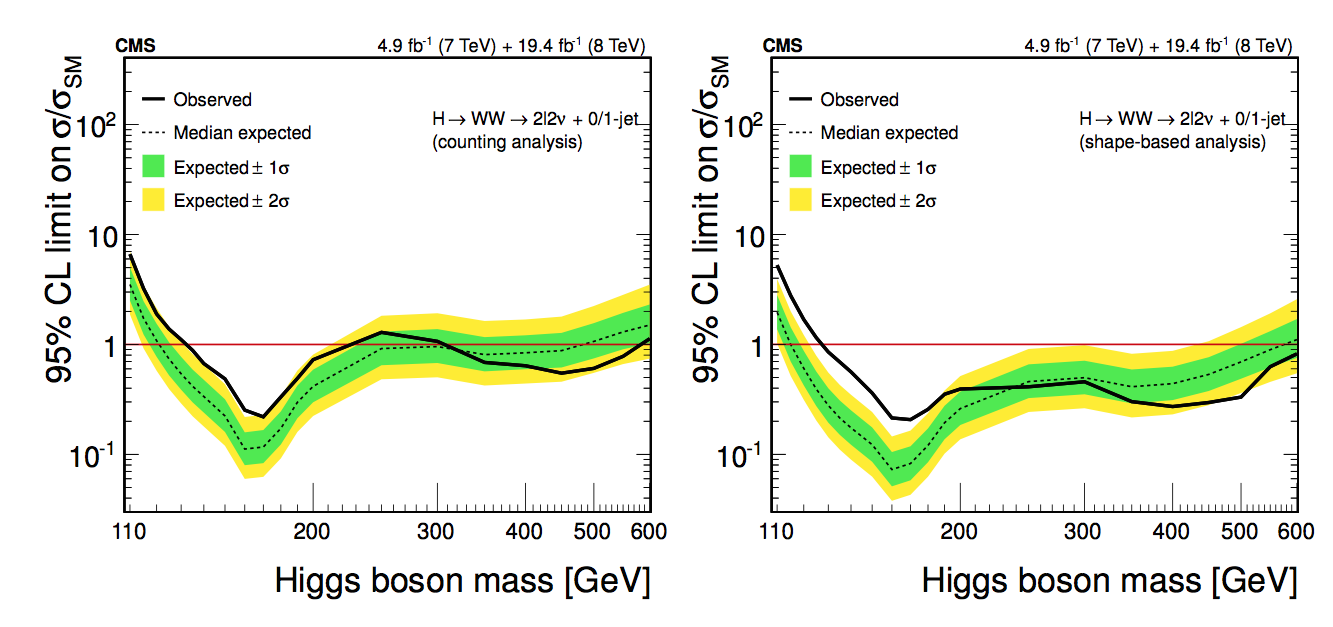 CMS 4.9 fb⁻¹ (7 TeV) + 19.4 fb⁻¹ (8 TeV)
95% CL limit on σ/σSM
Observed
Median expected
Expected ± 1σ
Expected ± 2σ
H → WW → 2l2ν + 0/1-jet
(counting analysis)
10²
10
1
10⁻¹
110 200 300 400 500 600
Higgs boson mass [GeV]
CMS 4.9 fb⁻¹ (7 TeV) + 19.4 fb⁻¹ (8 TeV)
95% CL limit on σ/σSM
Observed
Median expected
Expected ± 1σ
Expected ± 2σ
H → WW → 2l2ν + 0/1-jet
(shape-based analysis)
10²
10
1
10⁻¹
110 200 300 400 500 600
Higgs boson mass [GeV]